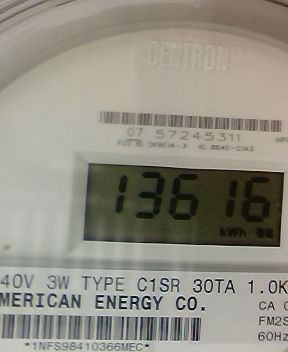 CENTRON
07 57245311
13616
kWh
40V 3W TYPE C1SR 30TA 1.0K
MERICAN ENERGY CO.
CA 0
FM2S
60Hz
*1NFS98410366MEC*